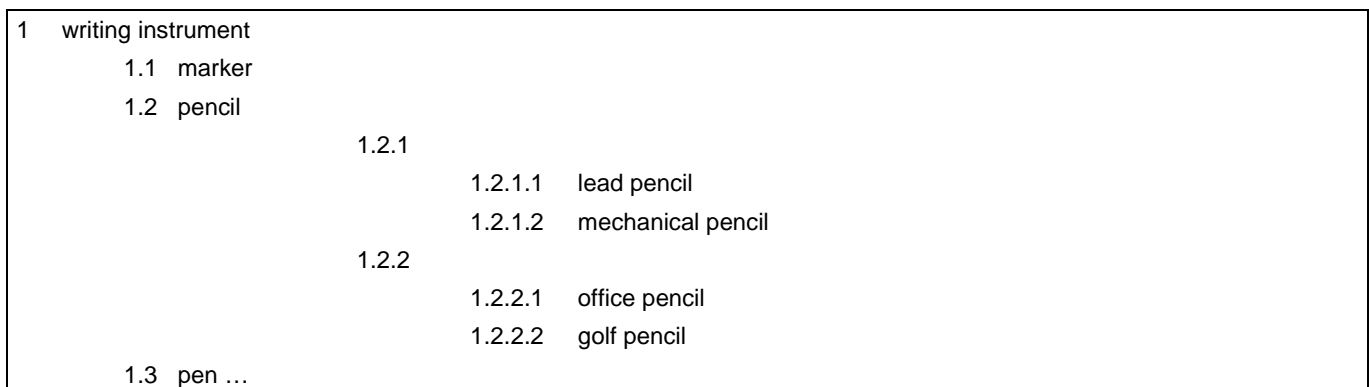 1 writing instrument
1.1 marker
1.2 pencil
1.2.1
1.2.1.1 lead pencil
1.2.1.2 mechanical pencil
1.2.2
1.2.2.1 office pencil
1.2.2.2 golf pencil
1.3 pen …